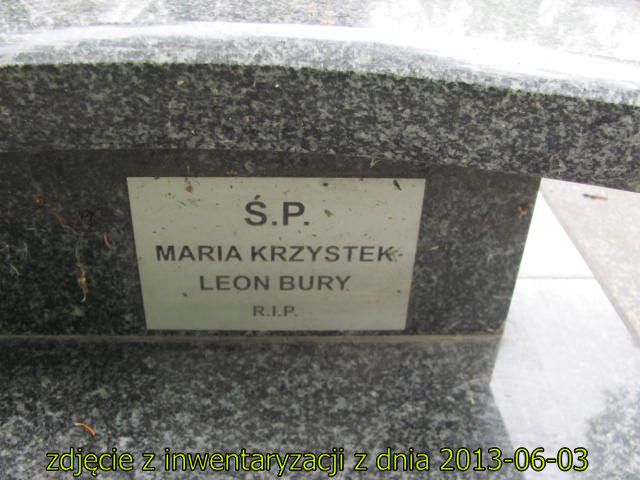 Ś.P.
MARIA KRZYSTEK
LEON BURY
R.I.P.
zdjęcie z inwentaryzacji z dnia 2013-06-03